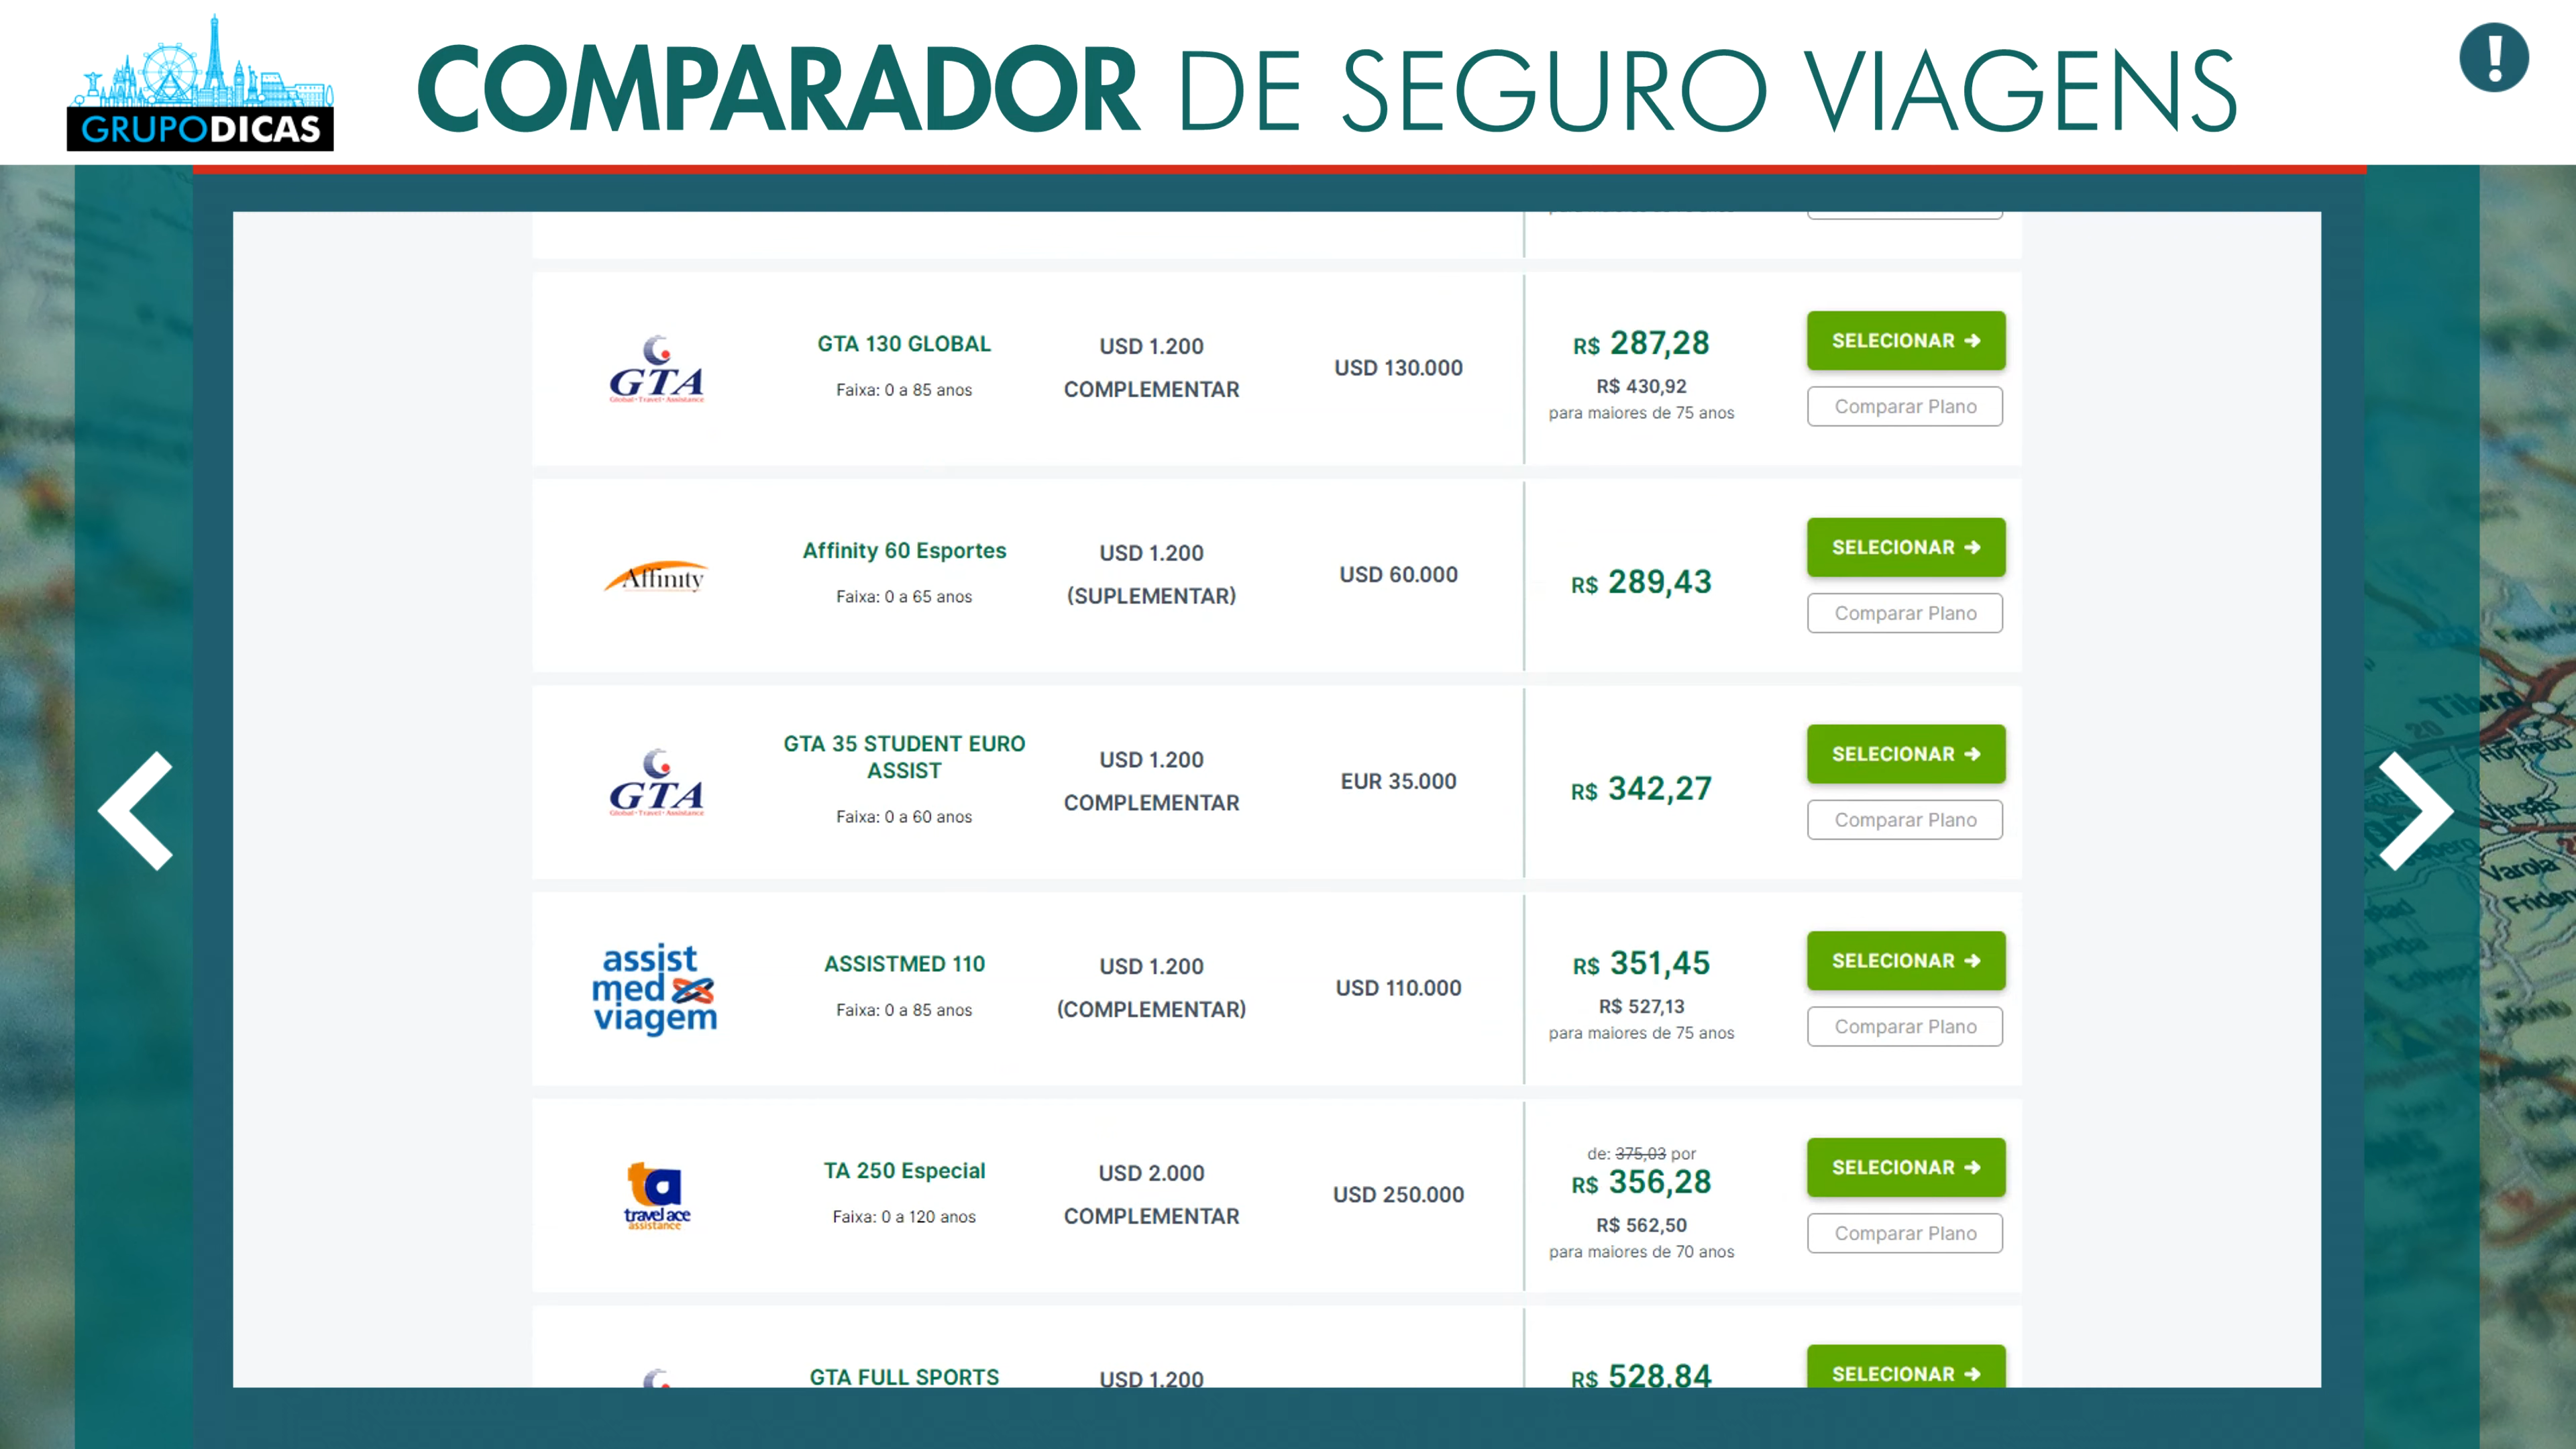 GRUPODICAS
COMPARADOR DE SEGURO VIAGENS
GTA
Global · Travel · Assistance
GTA 130 GLOBAL
Faixa: 0 a 85 anos
USD 1.200
COMPLEMENTAR
USD 130.000
R$ 287,28
R$ 430,92
para maiores de 75 anos
SELECIONAR
Comparar Plano
Affinity
Affinity 60 Esportes
Faixa: 0 a 65 anos
USD 1.200
(SUPLEMENTAR)
USD 60.000
R$ 289,43
SELECIONAR
Comparar Plano
GTA
Global · Travel · Assistance
GTA 35 STUDENT EURO
ASSIST
Faixa: 0 a 60 anos
USD 1.200
COMPLEMENTAR
EUR 35.000
R$ 342,27
SELECIONAR
Comparar Plano
assist
med
viagem
ASSISTMED 110
Faixa: 0 a 85 anos
USD 1.200
(COMPLEMENTAR)
USD 110.000
R$ 351,45
R$ 527,13
para maiores de 75 anos
SELECIONAR
Comparar Plano
ta
travel ace
assistance
TA 250 Especial
Faixa: 0 a 120 anos
USD 2.000
COMPLEMENTAR
USD 250.000
de: 375,03 por
R$ 356,28
R$ 562,50
para maiores de 70 anos
SELECIONAR
Comparar Plano
GTA FULL SPORTS
USD 1.200
R$ 528,84
SELECIONAR
Varola